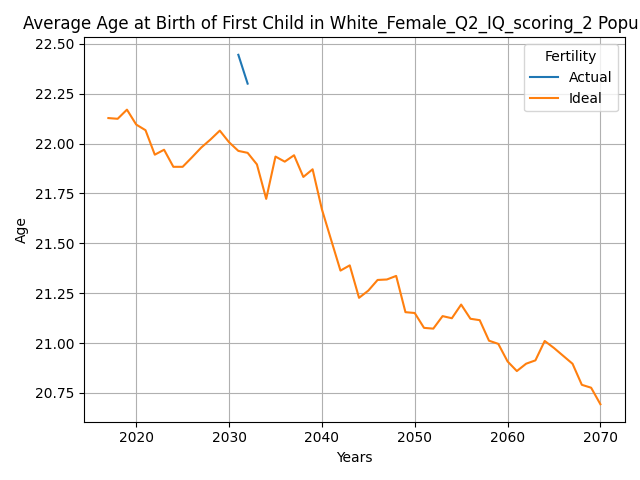 Average Age at Birth of First Child in White_Female_Q2_IQ_scoring_2 Popu
22.50
22.25
22.00
21.75
21.50
21.25
21.00
20.75
Age
Fertility
Actual
Ideal
2020 2030 2040 2050 2060 2070
Years